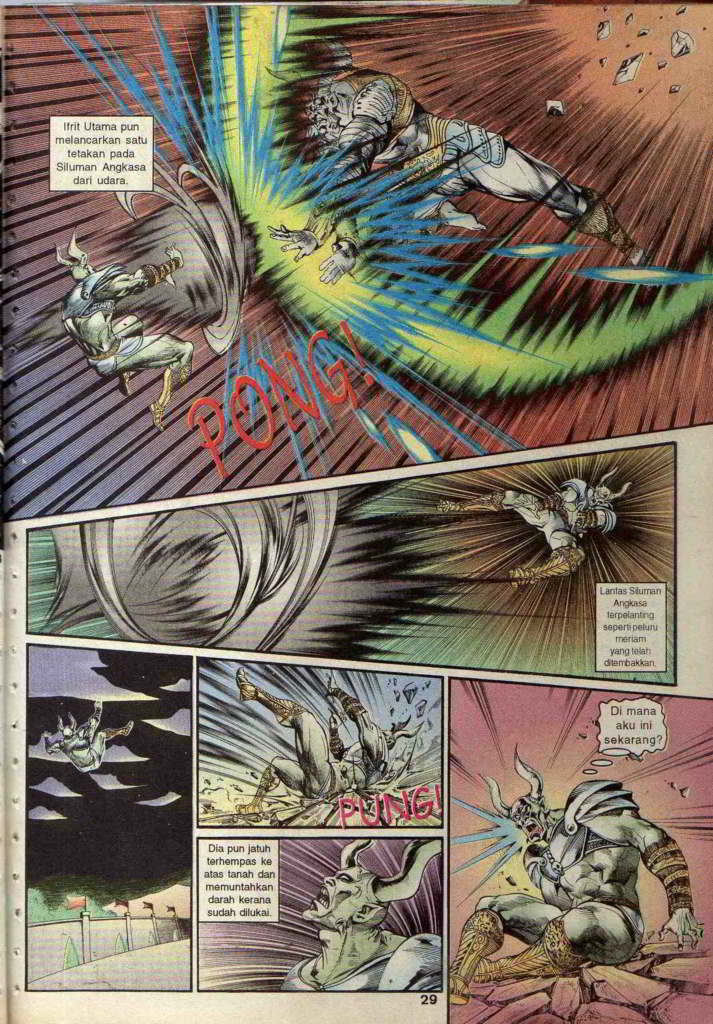 Ifrit Utama pun
melancarkan satu
tetakan pada
Siluman Angkasa
dari udara.
PONG!
Lantas Siluman
Angkasa
terpelanting
seperti peluru
meriam
yang telah
ditembakkan.
PUNG!
Dia pun jatuh
terhempas ke
atas tanah dan
memuntahkan
darah kerana
sudah dilukai.
Di mana
aku ini
sekarang?
29